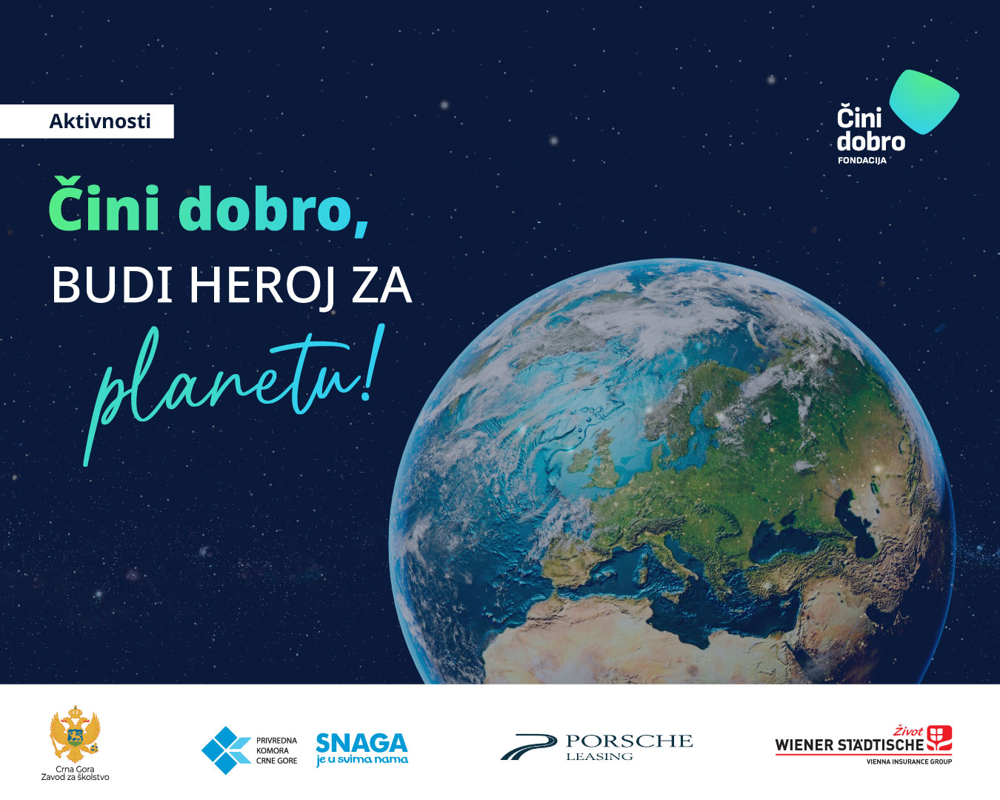 Aktivnosti
Čini
dobro
FONDACIJA
Čini dobro,
BUDI HEROJ ZA
planetu!
Crna Gora
Zavod za školstvo
PRIVREDNA
KOMORA
CRNE GORE
SNAGA
je u svima nama
PORSCHE
LEASING
Život
WIENER STÄDTISCHE
VIENNA INSURANCE GROUP